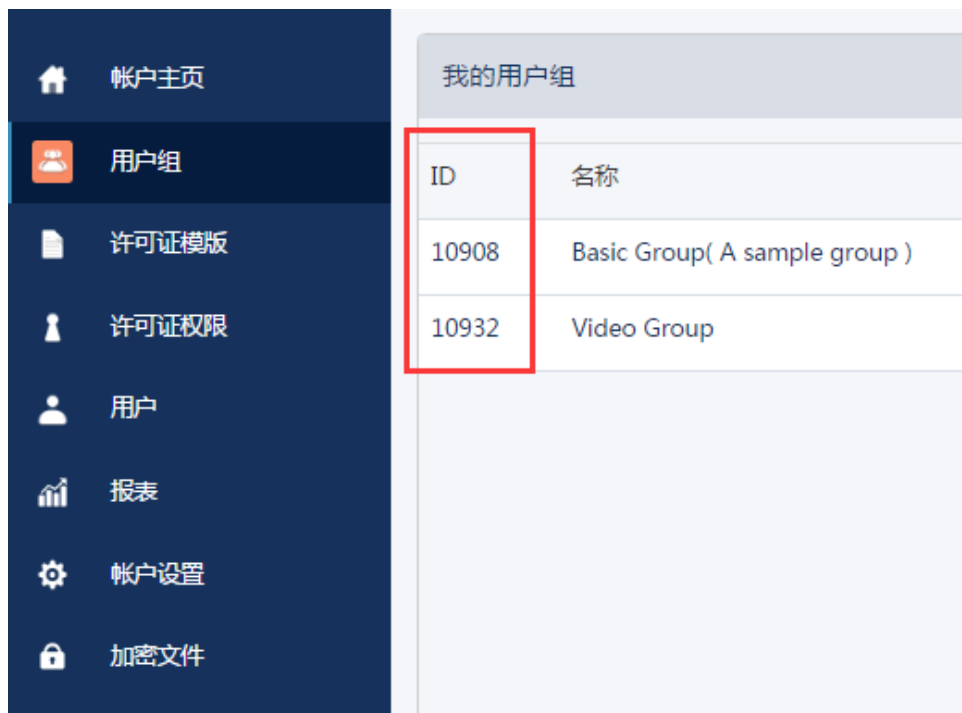 帐户主页
用户组
许可证模版
许可证权限
用户
报表
帐户设置
加密文件
我的用户组
ID 名称
10908 Basic Group( A sample group )
10932 Video Group